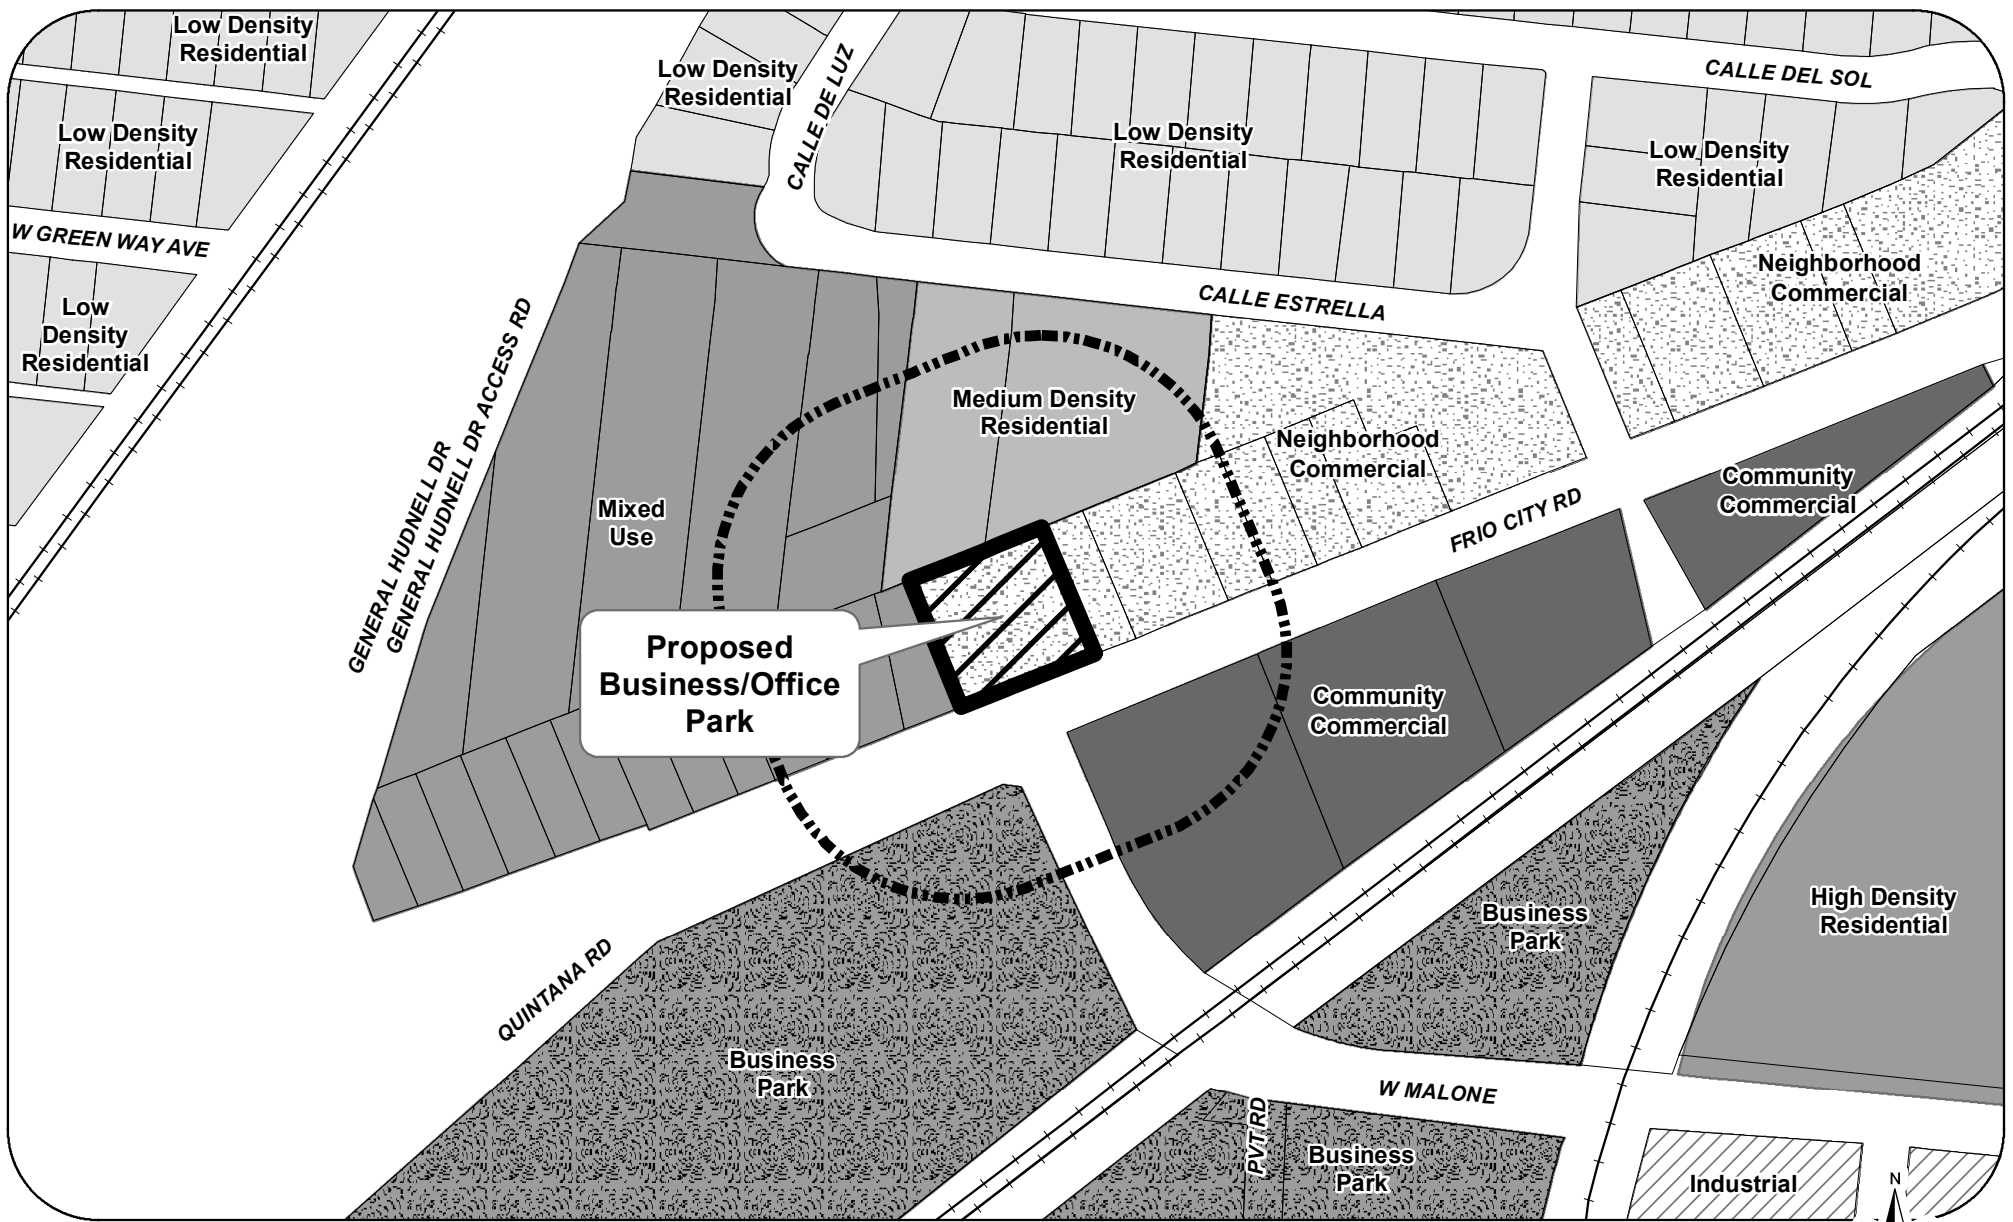 Low Density
Residential
Low Density
Residential
CALLE DE LUZ
CALLE DEL SOL
Low Density
Residential
Low Density
Residential
Low Density
Residential
W GREEN WAY AVE
Neighborhood
Commercial
Low
Density
Residential
CALLE ESTRELLA
GENERAL HUDNELL DR
GENERAL HUDNELL DR ACCESS RD
Medium Density
Residential
Neighborhood
Commercial
Community
Commercial
Mixed
Use
FRIO CITY RD
Proposed
Business/Office
Park
Community
Commercial
High Density
Residential
Business
Park
QUINTANA RD
Business
Park
W MALONE
PVT RD
Business
Park
Industrial
N